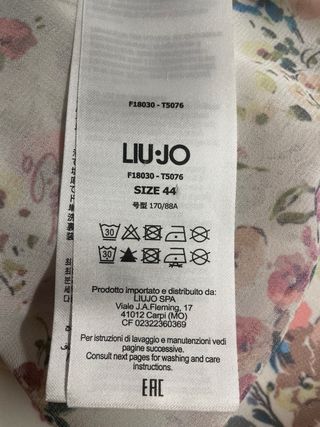 F18030 - T5076
LIU·JO
F18030 - T5076
SIZE 44
号型 170/88A
30
30
Prodotto importato e distribuito da:
LIUJO SPA
Viale J.A.Fleming, 17
41012 Carpi (MO)
CF 02322360369
Per istruzioni di lavaggio e manutenzioni vedi
pagine successive.
Consult next pages for washing and care
instructions.
EAC